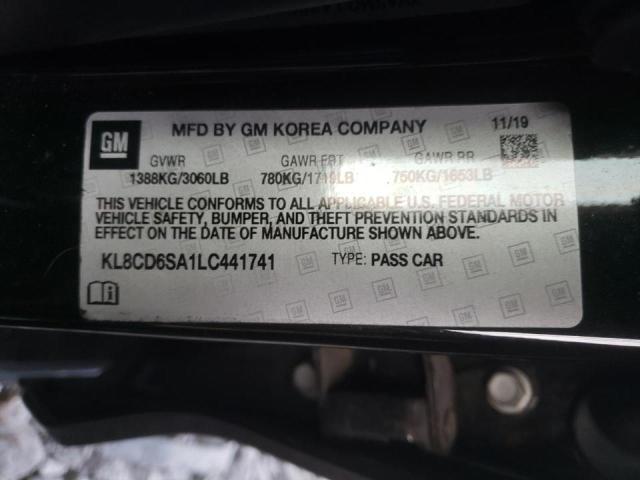 GM MFD BY GM KOREA COMPANY 11/19
GVWR GAWR FRT GAWR RR
1388KG/3060LB 780KG/1719LB 750KG/1653LB
THIS VEHICLE CONFORMS TO ALL APPLICABLE U.S. FEDERAL MOTOR
VEHICLE SAFETY, BUMPER, AND THEFT PREVENTION STANDARDS IN
EFFECT ON THE DATE OF MANUFACTURE SHOWN ABOVE.
KL8CD6SA1LC441741 TYPE: PASS CAR